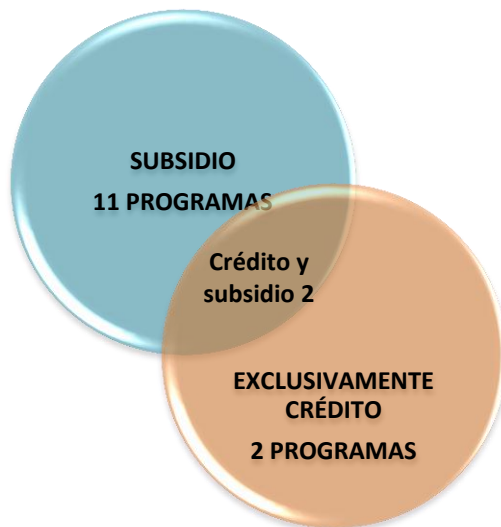 SUBSIDIO
11 PROGRAMAS
Crédito y
subsidio 2
EXCLUSIVAMENTE
CRÉDITO
2 PROGRAMAS